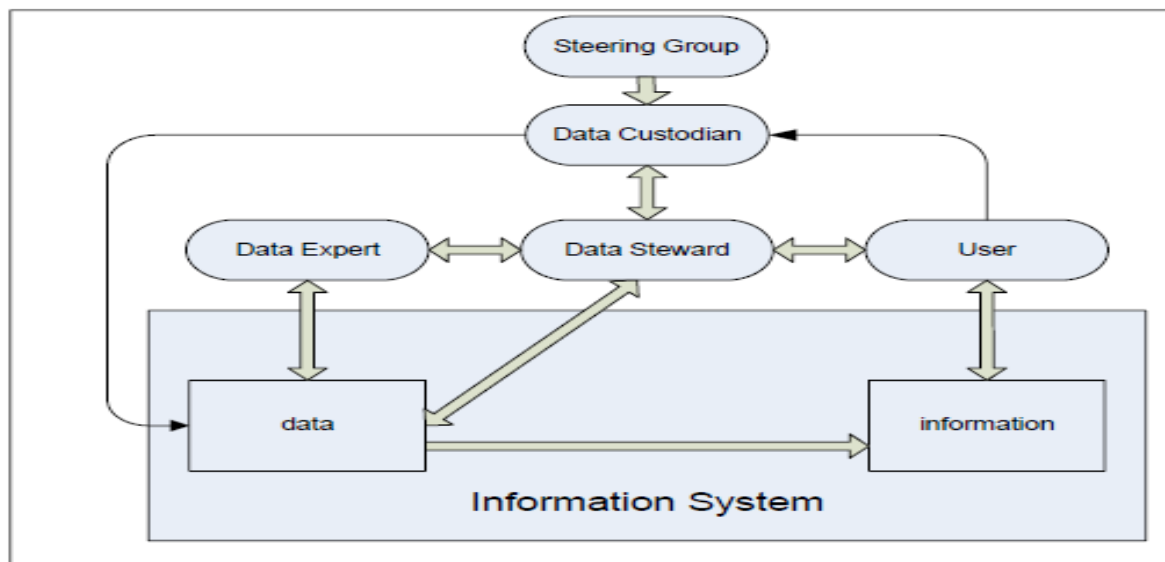 Steering Group
Data Custodian
Data Expert
Data Steward
User
data
information
Information System